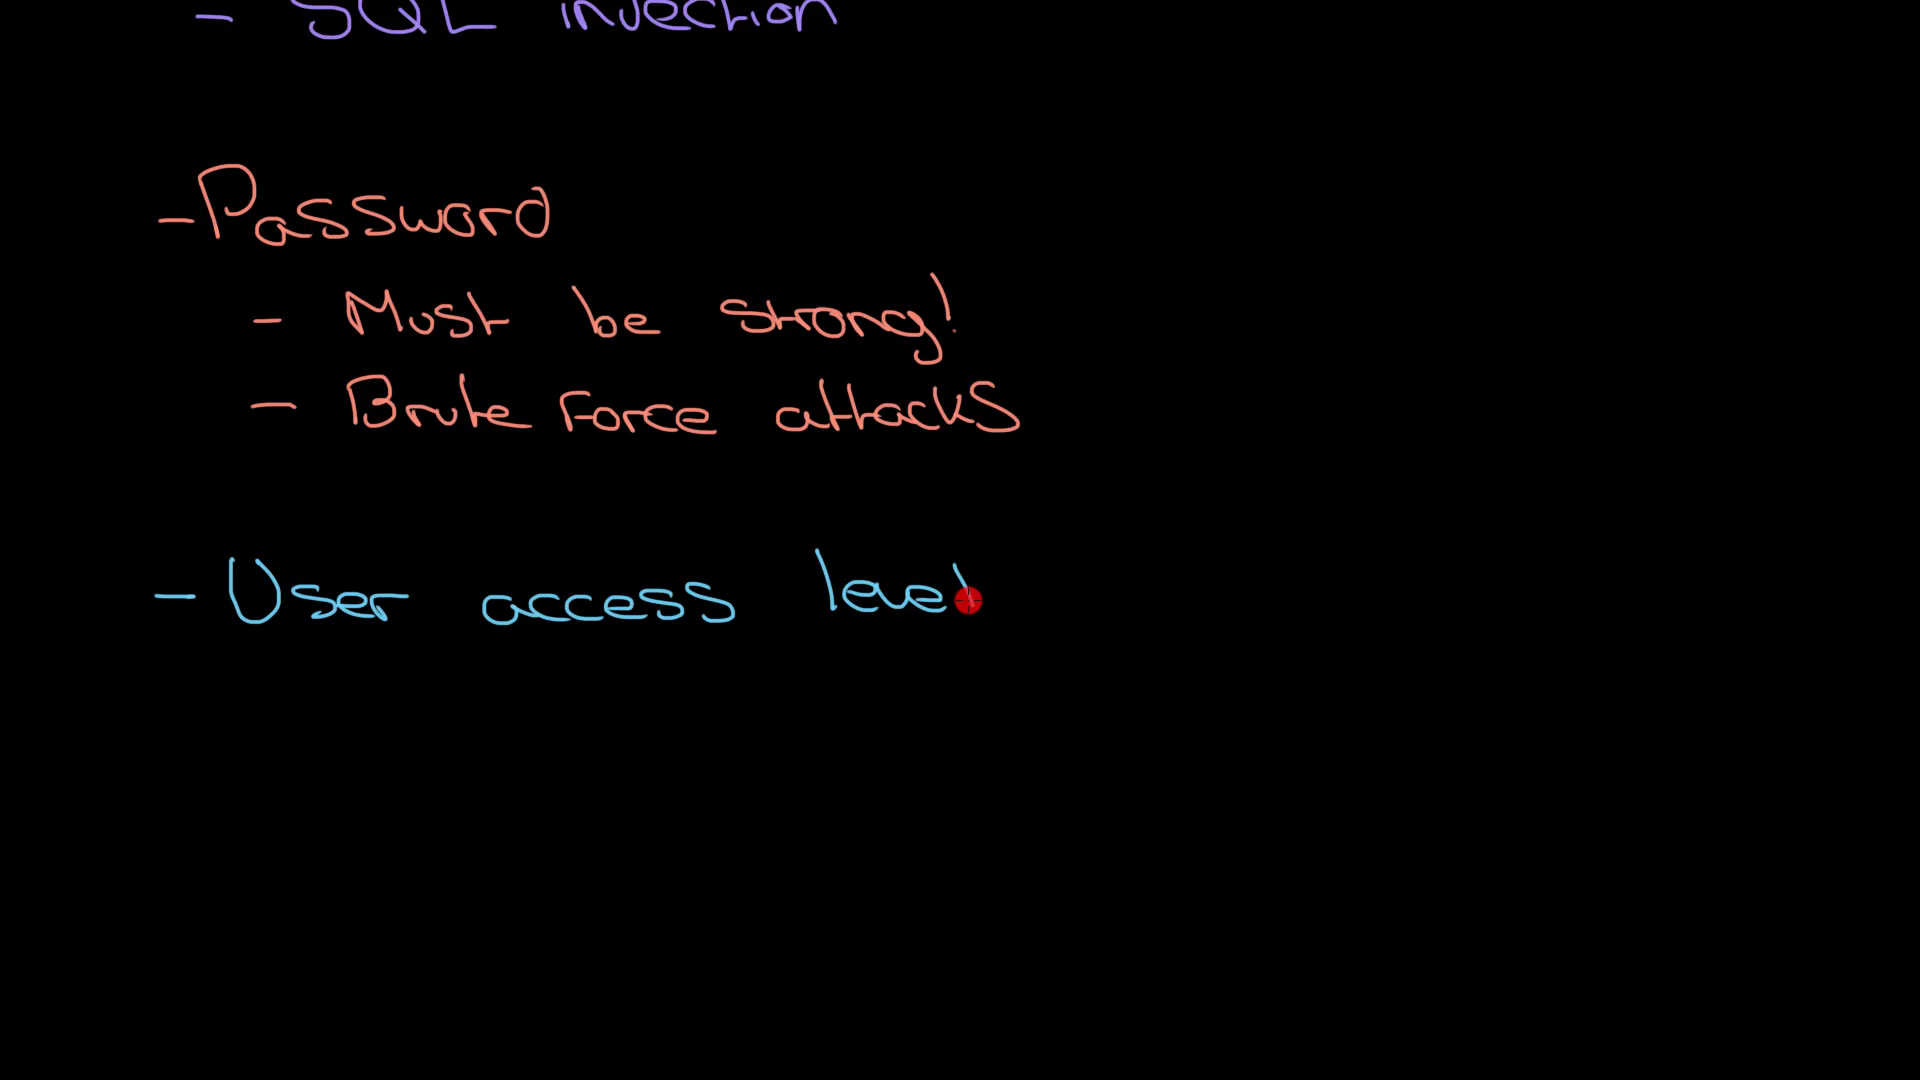 - SQL injection
- Password
- Must be strong!
- Brute Force attacks
- User access level